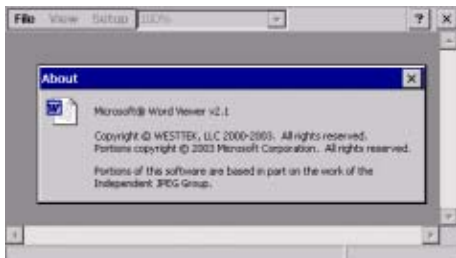 File View Setup 100% ?
About
Microsoft® Word Viewer v2.1
Copyright © WESTTEK, LLC 2000-2003. All rights reserved.
Portions copyright © 2003 Microsoft Corporation. All rights reserved.
Portions of this software are based in part on the work of the
Independent JPEG Group.